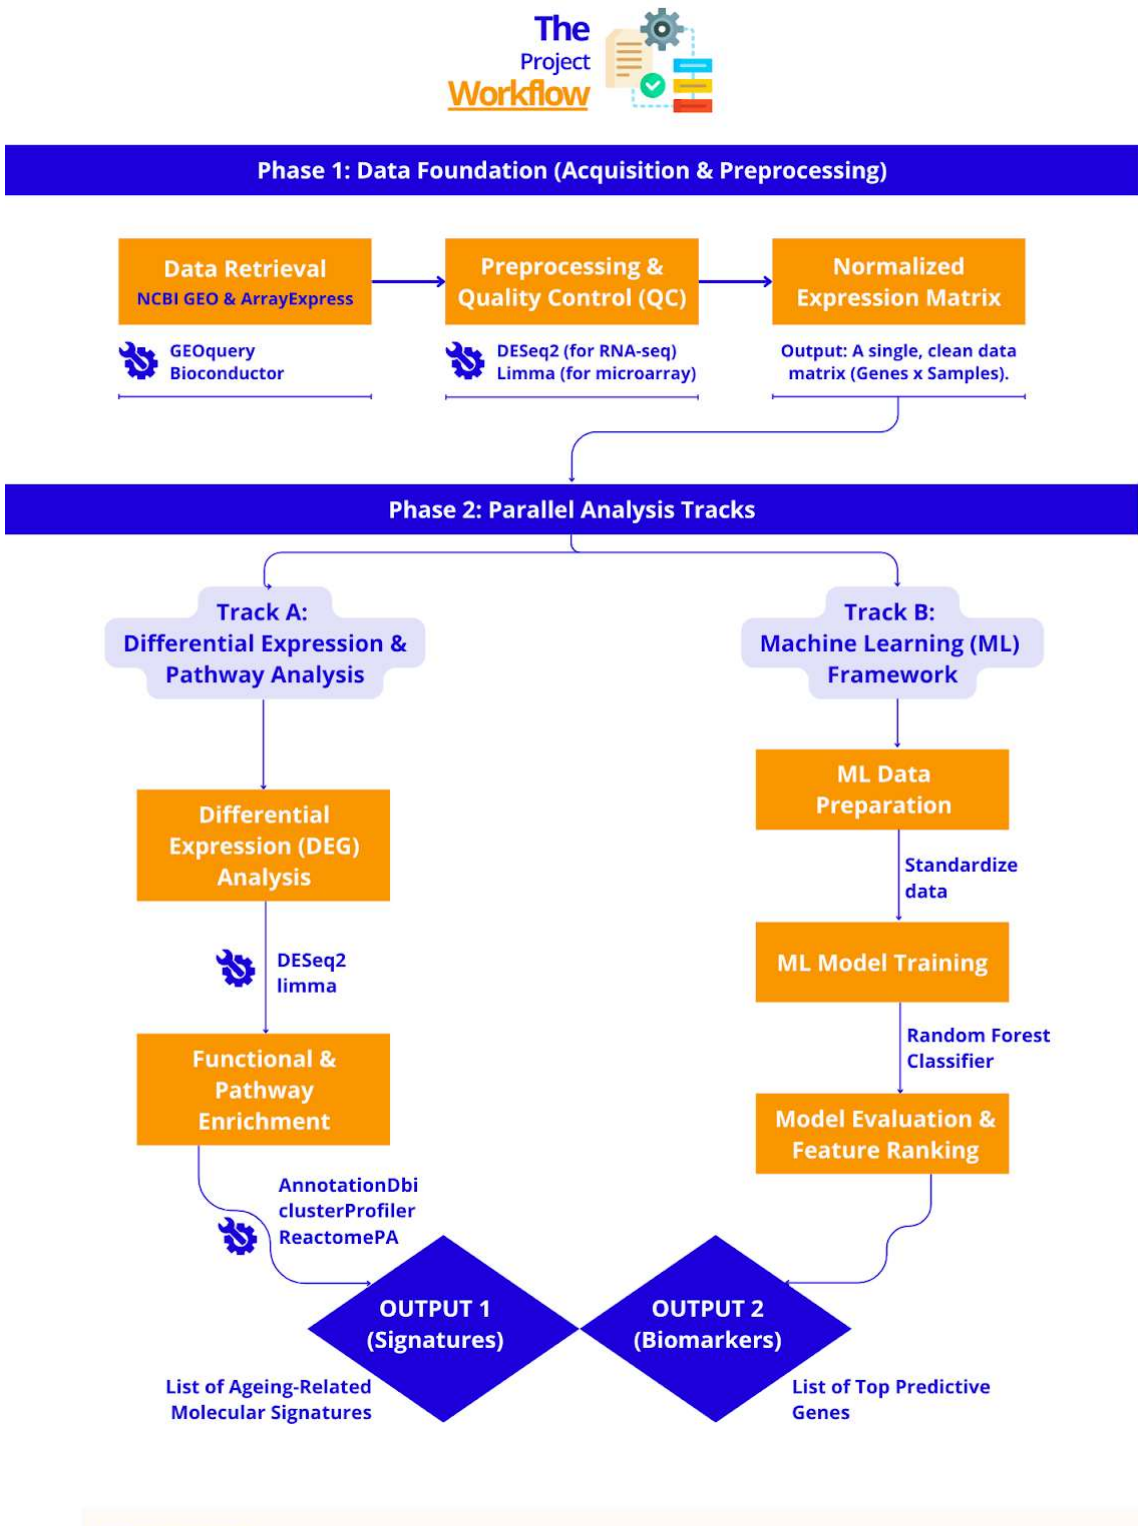 The
Project
Workflow
Phase 1: Data Foundation (Acquisition & Preprocessing)
Data Retrieval
NCBI GEO & ArrayExpress
GEOquery
Bioconductor
Preprocessing &
Quality Control (QC)
DESeq2 (for RNA-seq)
Limma (for microarray)
Normalized
Expression Matrix
Output: A single, clean data
matrix (Genes x Samples).
Phase 2: Parallel Analysis Tracks
Track A:
Differential Expression &
Pathway Analysis
Differential
Expression (DEG)
Analysis
DESeq2
limma
Functional &
Pathway
Enrichment
AnnotationDbi
clusterProfiler
ReactomePA
OUTPUT 1
(Signatures)
List of Ageing-Related
Molecular Signatures
Track B:
Machine Learning (ML)
Framework
ML Data
Preparation
Standardize
data
ML Model Training
Random Forest
Classifier
Model Evaluation &
Feature Ranking
OUTPUT 2
(Biomarkers)
List of Top Predictive
Genes